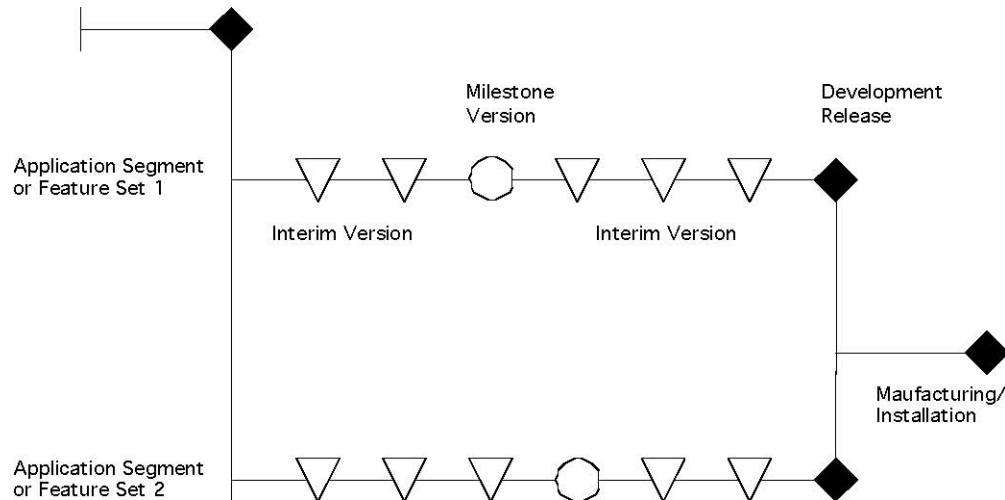 Milestone
Version
Development
Release
Application Segment
or Feature Set 1
Interim Version
Interim Version
Maufacturing/
Installation
Application Segment
or Feature Set 2